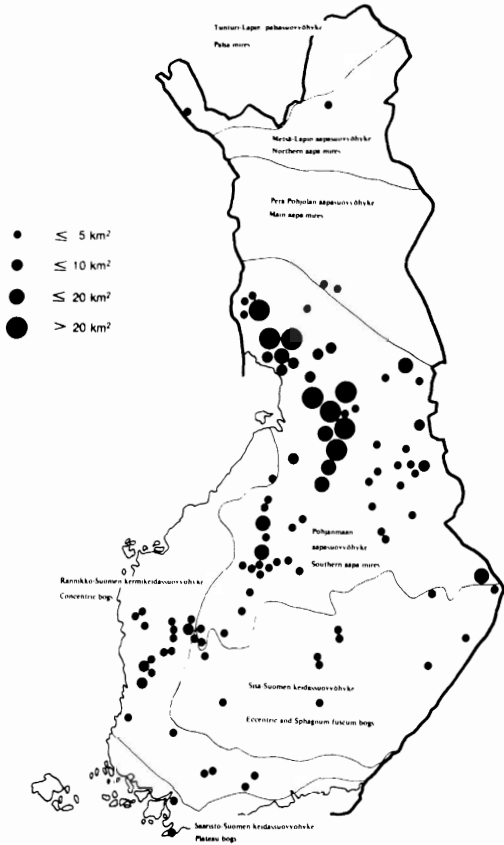 Tunturi-Lapin palsasuovyöhyke
Palsa mires
Metsä-Lapin aapasuovyöhyke
Northern aapa mires
Perä-Pohjolan aapasuovyöhyke
Main aapa mires
≤ 5 km²
≤ 10 km²
≤ 20 km²
> 20 km²
Pohjanmaan
aapasuovyöhyke
Southern aapa mires
Rannikko-Suomen kermikeidassuovyöhyke
Concentric bogs
Sisä-Suomen keidassuovyöhyke
Eccentric and Sphagnum fuscum bogs
Saaristo-Suomen keidassuovyöhyke
Plateau bogs